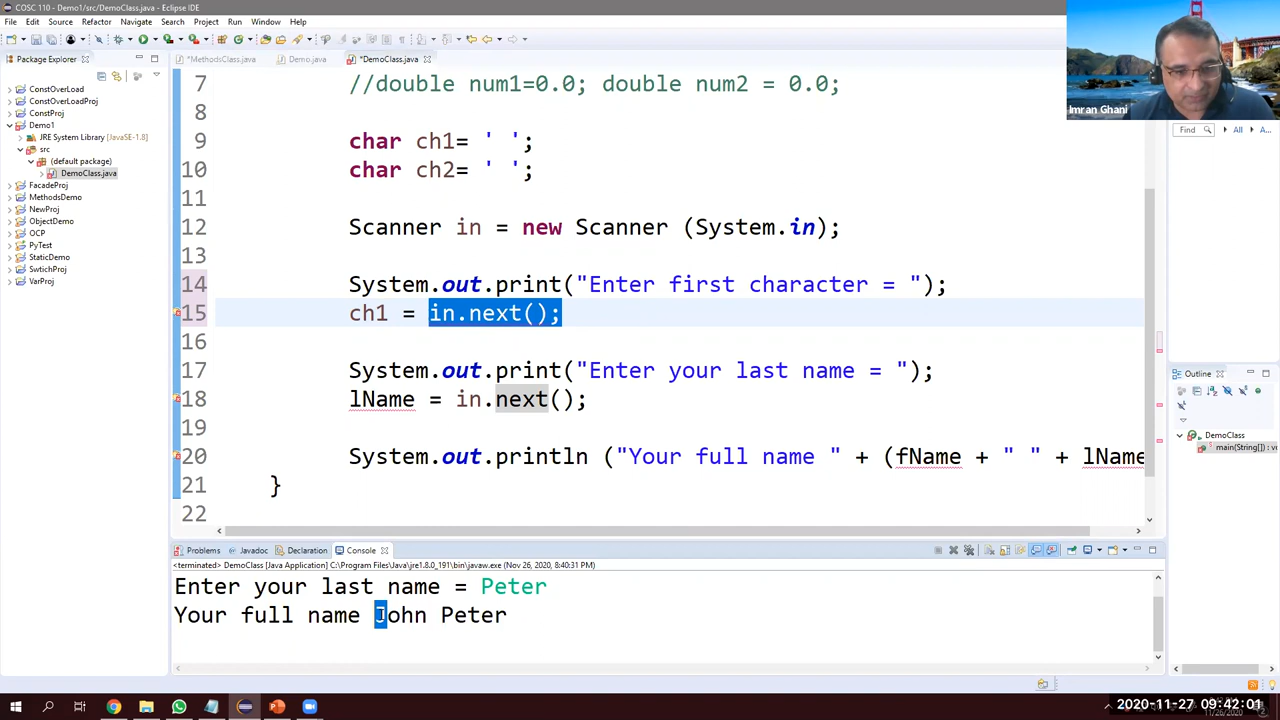 COSC 110 - Demo1/src/DemoClass.java - Eclipse IDE
File Edit Source Refactor Navigate Search Project Run Window Help
Package Explorer
*MethodsClass.java Demo.java *DemoClass.java
ConstOverLoad
ConstOverLoadProj
ConstProj
Demo1
JRE System Library [JavaSE-1.8]
src
(default package)
DemoClass.java
FacadeProj
MethodsDemo
NewProj
ObjectDemo
OCP
PyTest
StaticDemo
SwtichProj
VarProj
7 //double num1=0.0; double num2 = 0.0;
8
9 char ch1= ' ';
10 char ch2= ' ';
11
12 Scanner in = new Scanner (System.in);
13
14 System.out.print("Enter first character = ");
15 ch1 = in.next();
16
17 System.out.print("Enter your last name = ");
18 lName = in.next();
19
20 System.out.println ("Your full name " + (fName + " " + lName
21 }
22
Imran Ghani
Find All A...
Outline
DemoClass
main(String[]) : v
Problems Javadoc Declaration Console
<terminated> DemoClass [Java Application] C:\Program Files\Java\jre1.8.0_191\bin\javaw.exe (Nov 26, 2020, 8:40:31 PM)
Enter your last name = Peter
Your full name John Peter
2020-11-27 09:42:01
11/26/2020